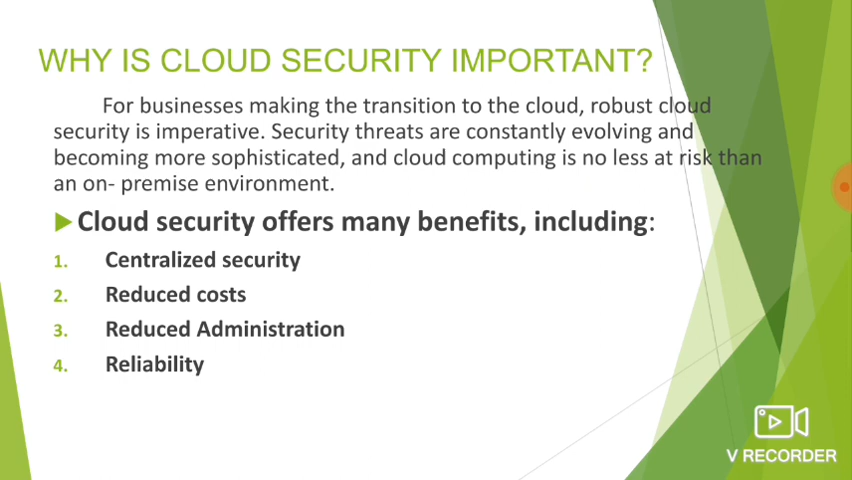 WHY IS CLOUD SECURITY IMPORTANT?
For businesses making the transition to the cloud, robust cloud
security is imperative. Security threats are constantly evolving and
becoming more sophisticated, and cloud computing is no less at risk than
an on- premise environment.
Cloud security offers many benefits, including:
1. Centralized security
2. Reduced costs
3. Reduced Administration
4. Reliability
V RECORDER